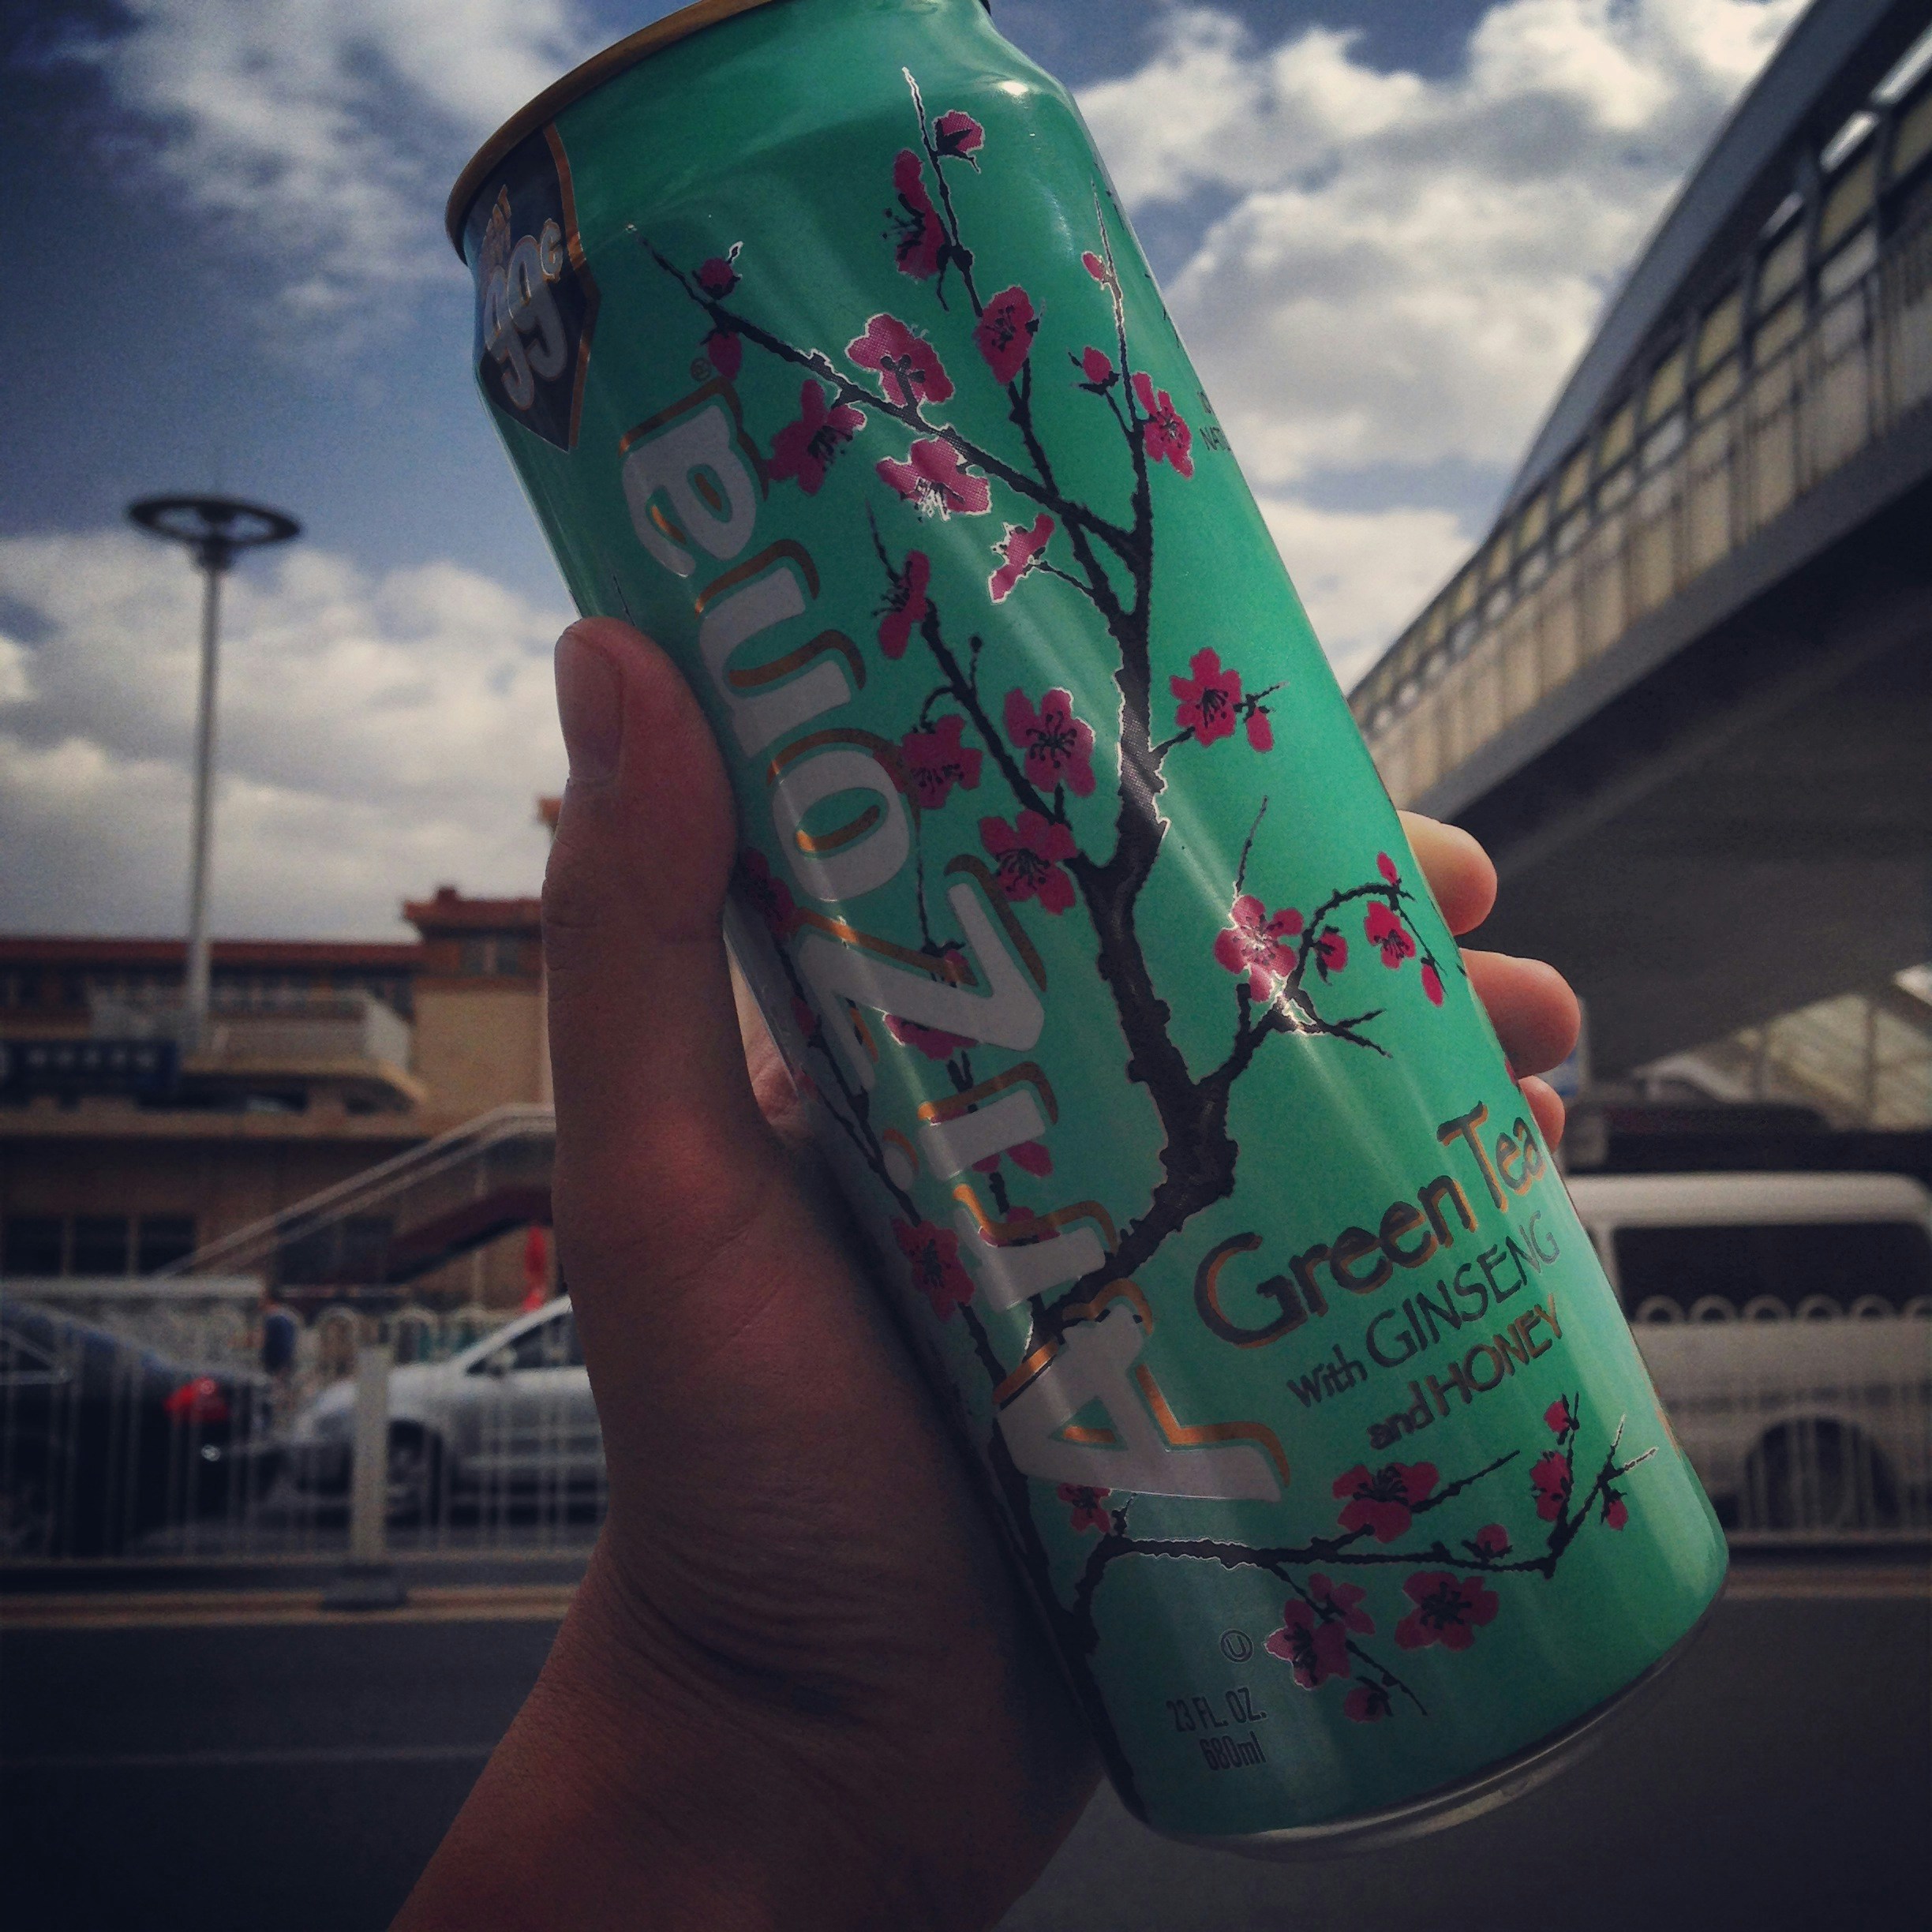 99¢
AriZona®
Green Tea
with GINSENG
and HONEY
U
23 FL. OZ.
680ml